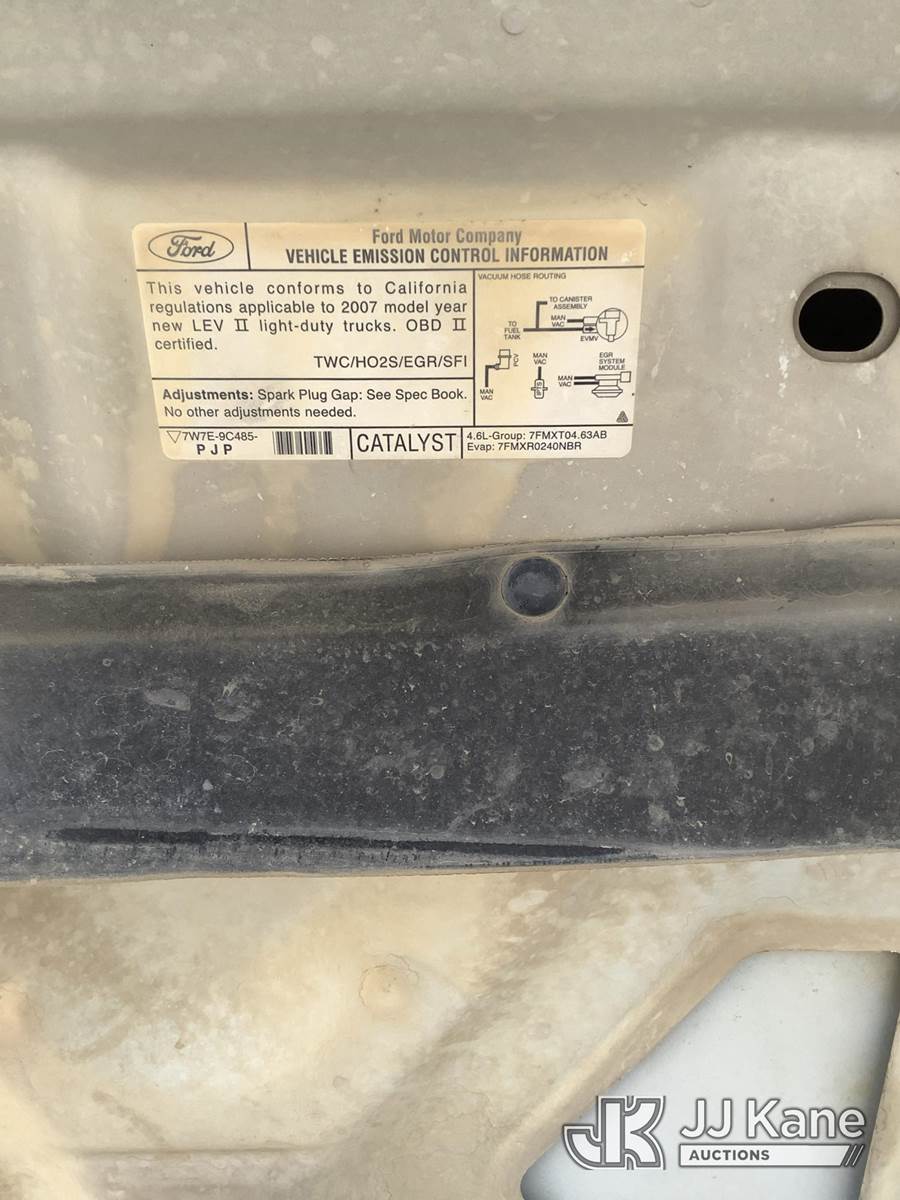 Ford
Ford Motor Company
VEHICLE EMISSION CONTROL INFORMATION
This vehicle conforms to California
regulations applicable to 2007 model year
new LEV II light-duty trucks. OBD II
certified.
TWC/HO2S/EGR/SFI
Adjustments: Spark Plug Gap: See Spec Book.
No other adjustments needed.
VACUUM HOSE ROUTING
TO CANISTER
ASSEMBLY
MAN
VAC
TO
FUEL
TANK
EVMV
PCV
MAN
VAC
MAN
VAC
EGR
SYSTEM
MODULE
MAN
VAC
7W7E-9C485-
PJP
CATALYST
4.6L-Group: 7FMXT04.63AB
Evap: 7FMXR0240NBR
JK
JJ Kane
AUCTIONS